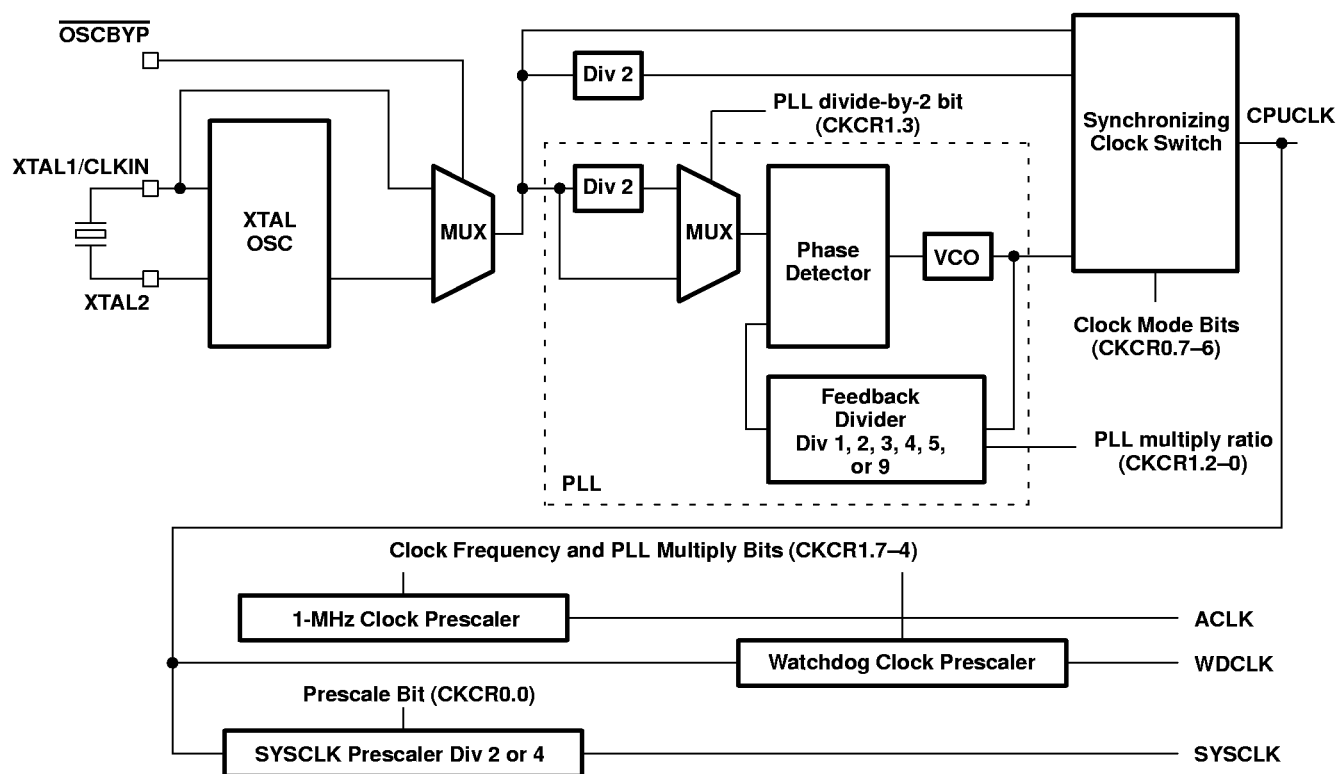 OSCBYP
XTAL1/CLKIN
XTAL2
XTAL
OSC
MUX
Div 2
PLL divide-by-2 bit
(CKCR1.3)
Div 2
MUX
Phase
Detector
VCO
Synchronizing
Clock Switch
CPUCLK
Clock Mode Bits
(CKCR0.7–6)
Feedback
Divider
Div 1, 2, 3, 4, 5,
or 9
PLL multiply ratio
(CKCR1.2–0)
PLL
Clock Frequency and PLL Multiply Bits (CKCR1.7–4)
1-MHz Clock Prescaler
ACLK
Watchdog Clock Prescaler
WDCLK
Prescale Bit (CKCR0.0)
SYSCLK Prescaler Div 2 or 4
SYSCLK